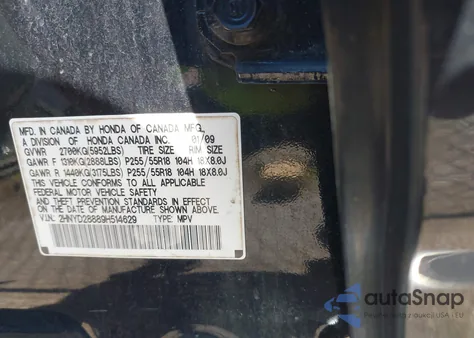 MFD. IN CANADA BY HONDA OF CANADA MFG.,
A DIVISION OF HONDA CANADA INC. 01/09
GVWR 2700KG(5952LBS) TIRE SIZE RIM SIZE
GAWR F 1310KG(2888LBS) P255/55R18 104H 18X8.0J
GAWR R 1440KG(3175LBS) P255/55R18 104H 18X8.0J
THIS VEHICLE CONFORMS TO ALL APPLICABLE
FEDERAL MOTOR VEHICLE SAFETY
AND THEFT PREVENTION STANDARDS IN
EFFECT ON THE DATE OF MANUFACTURE SHOWN ABOVE.
V.I.N: 2HNYD28889H514629 TYPE: MPV
autoSnap
USA i LT